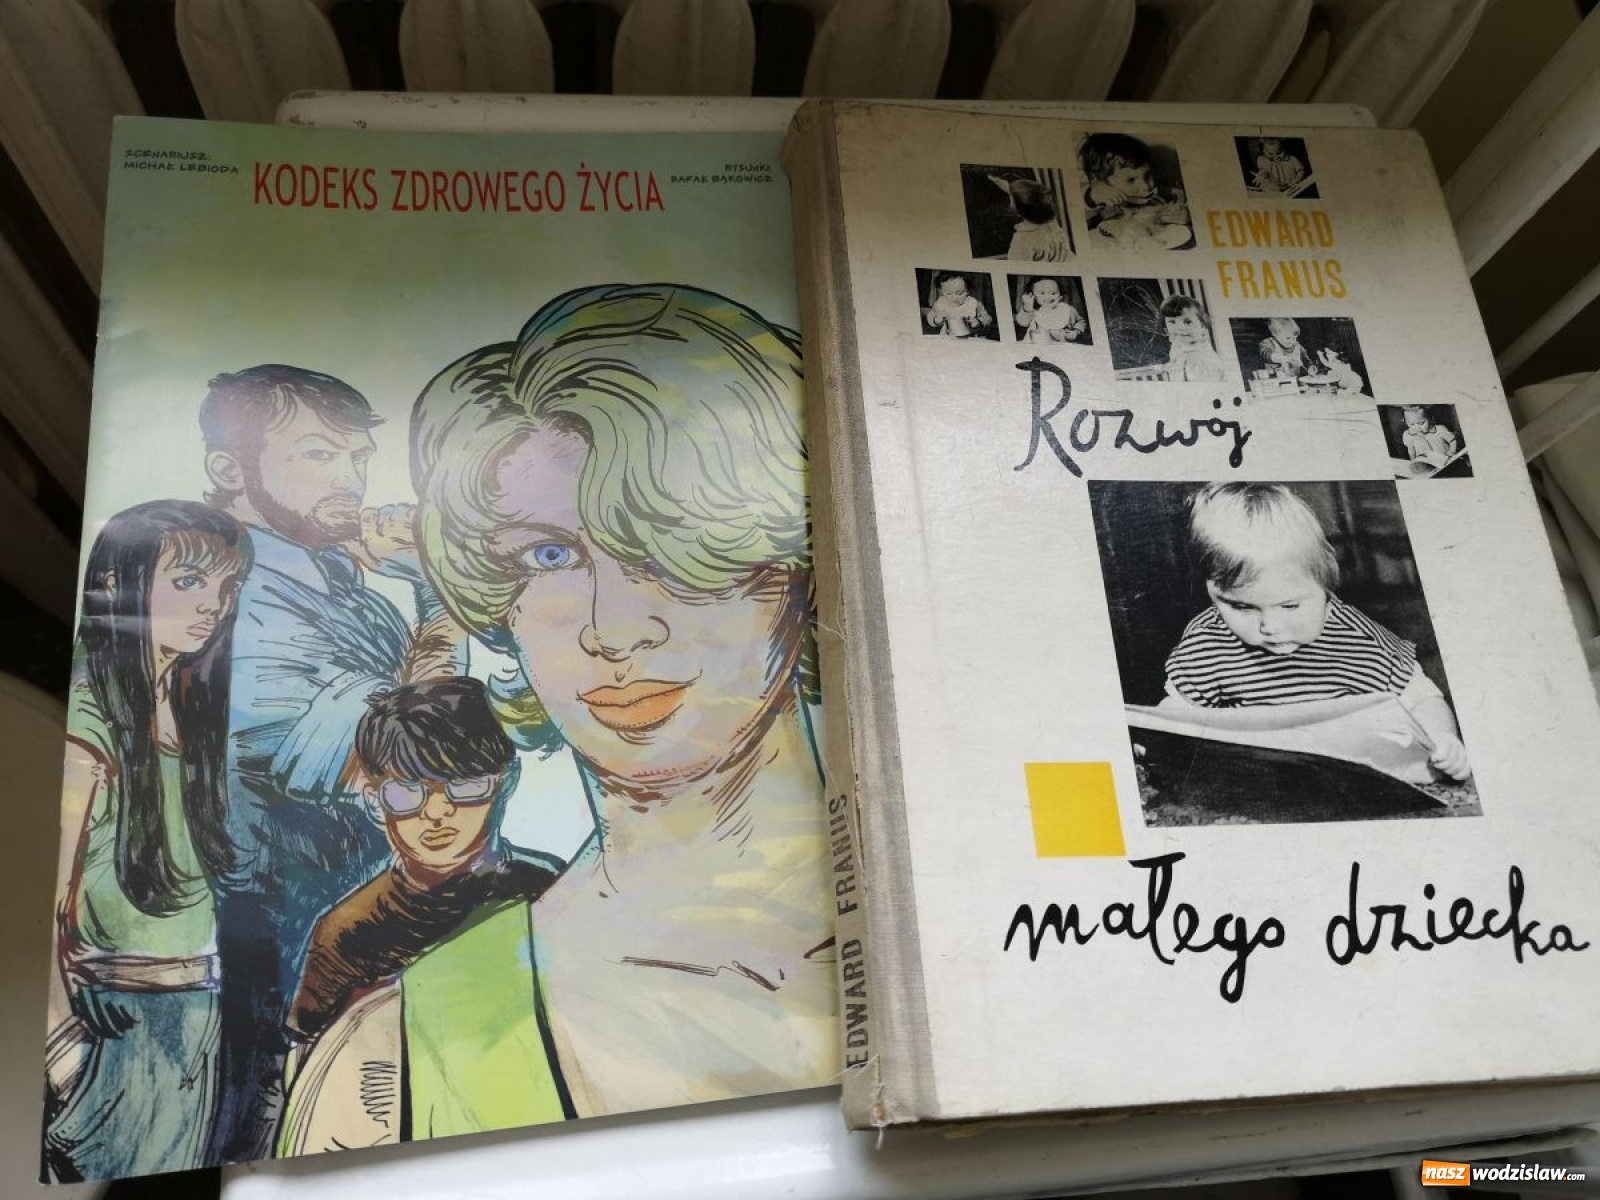 SCENARIUSZ:
MICHAŁ LEBIODA
KODEKS ZDROWEGO ŻYCIA
RYSUNKI
RAFAŁ BĄKOWICZ
EDWARD
FRANUS
Rozwój
małego dziecka
EDWARD FRANUS
nasz wodzislaw.com